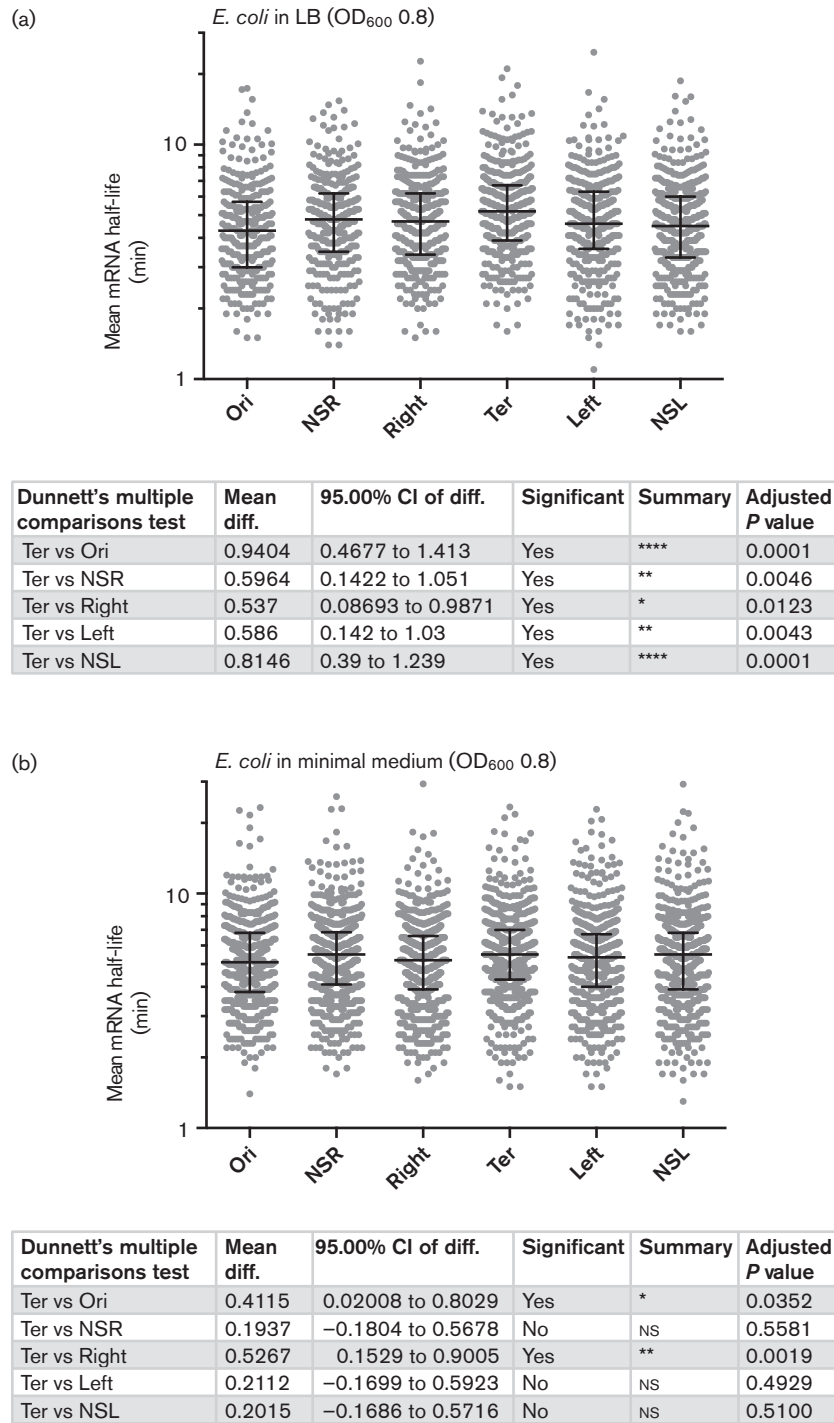 (a)
E. coli in LB (OD600 0.8)
Mean mRNA half-life
(min)
10
1
Ori NSR Right Ter Left NSL
Dunnett's multiple comparisons test Mean diff. 95.00% CI of diff. Significant Summary Adjusted P value
Ter vs Ori 0.9404 0.4677 to 1.413 Yes **** 0.0001
Ter vs NSR 0.5964 0.1422 to 1.051 Yes ** 0.0046
Ter vs Right 0.537 0.08693 to 0.9871 Yes * 0.0123
Ter vs Left 0.586 0.142 to 1.03 Yes ** 0.0043
Ter vs NSL 0.8146 0.39 to 1.239 Yes **** 0.0001
(b)
E. coli in minimal medium (OD600 0.8)
Mean mRNA half-life
(min)
10
1
Ori NSR Right Ter Left NSL
Dunnett's multiple comparisons test Mean diff. 95.00% CI of diff. Significant Summary Adjusted P value
Ter vs Ori 0.4115 0.02008 to 0.8029 Yes * 0.0352
Ter vs NSR 0.1937 −0.1804 to 0.5678 No NS 0.5581
Ter vs Right 0.5267 0.1529 to 0.9005 Yes ** 0.0019
Ter vs Left 0.2112 −0.1699 to 0.5923 No NS 0.4929
Ter vs NSL 0.2015 −0.1686 to 0.5716 No NS 0.5100